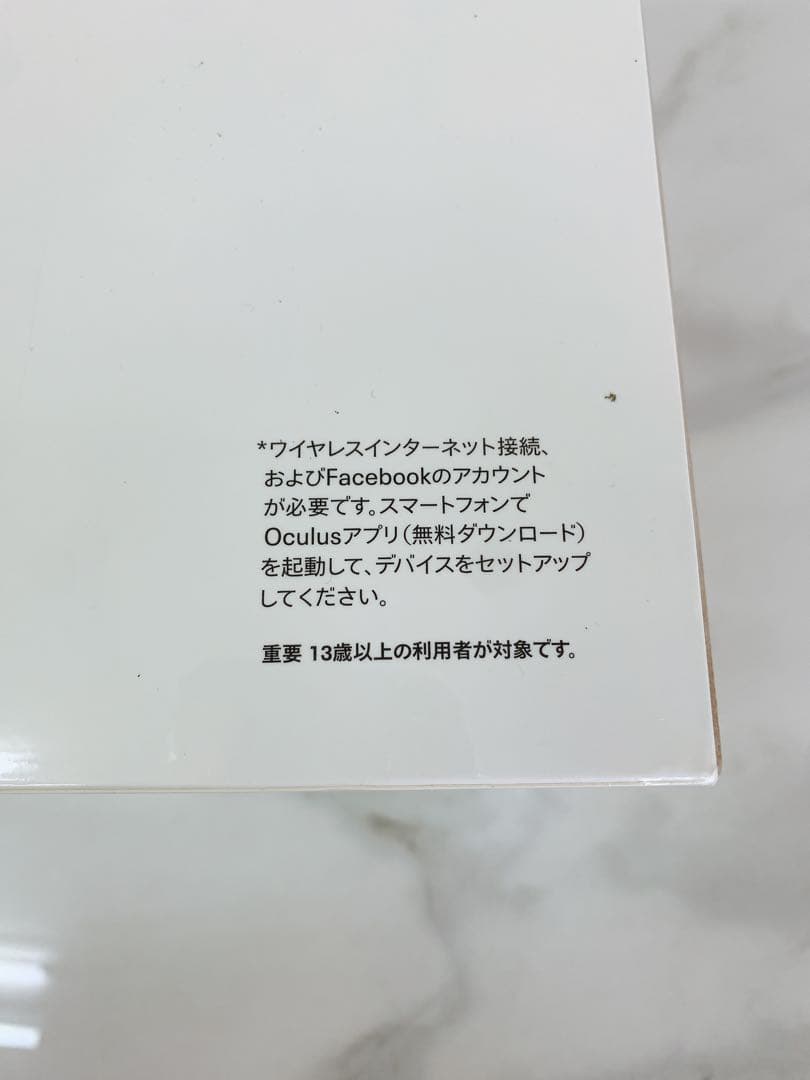 *ワイヤレスインターネット接続、
およびFacebookのアカウント
が必要です。スマートフォンで
Oculusアプリ（無料ダウンロード）
を起動して、デバイスをセットアップ
してください。
重要 13歳以上の利用者が対象です。